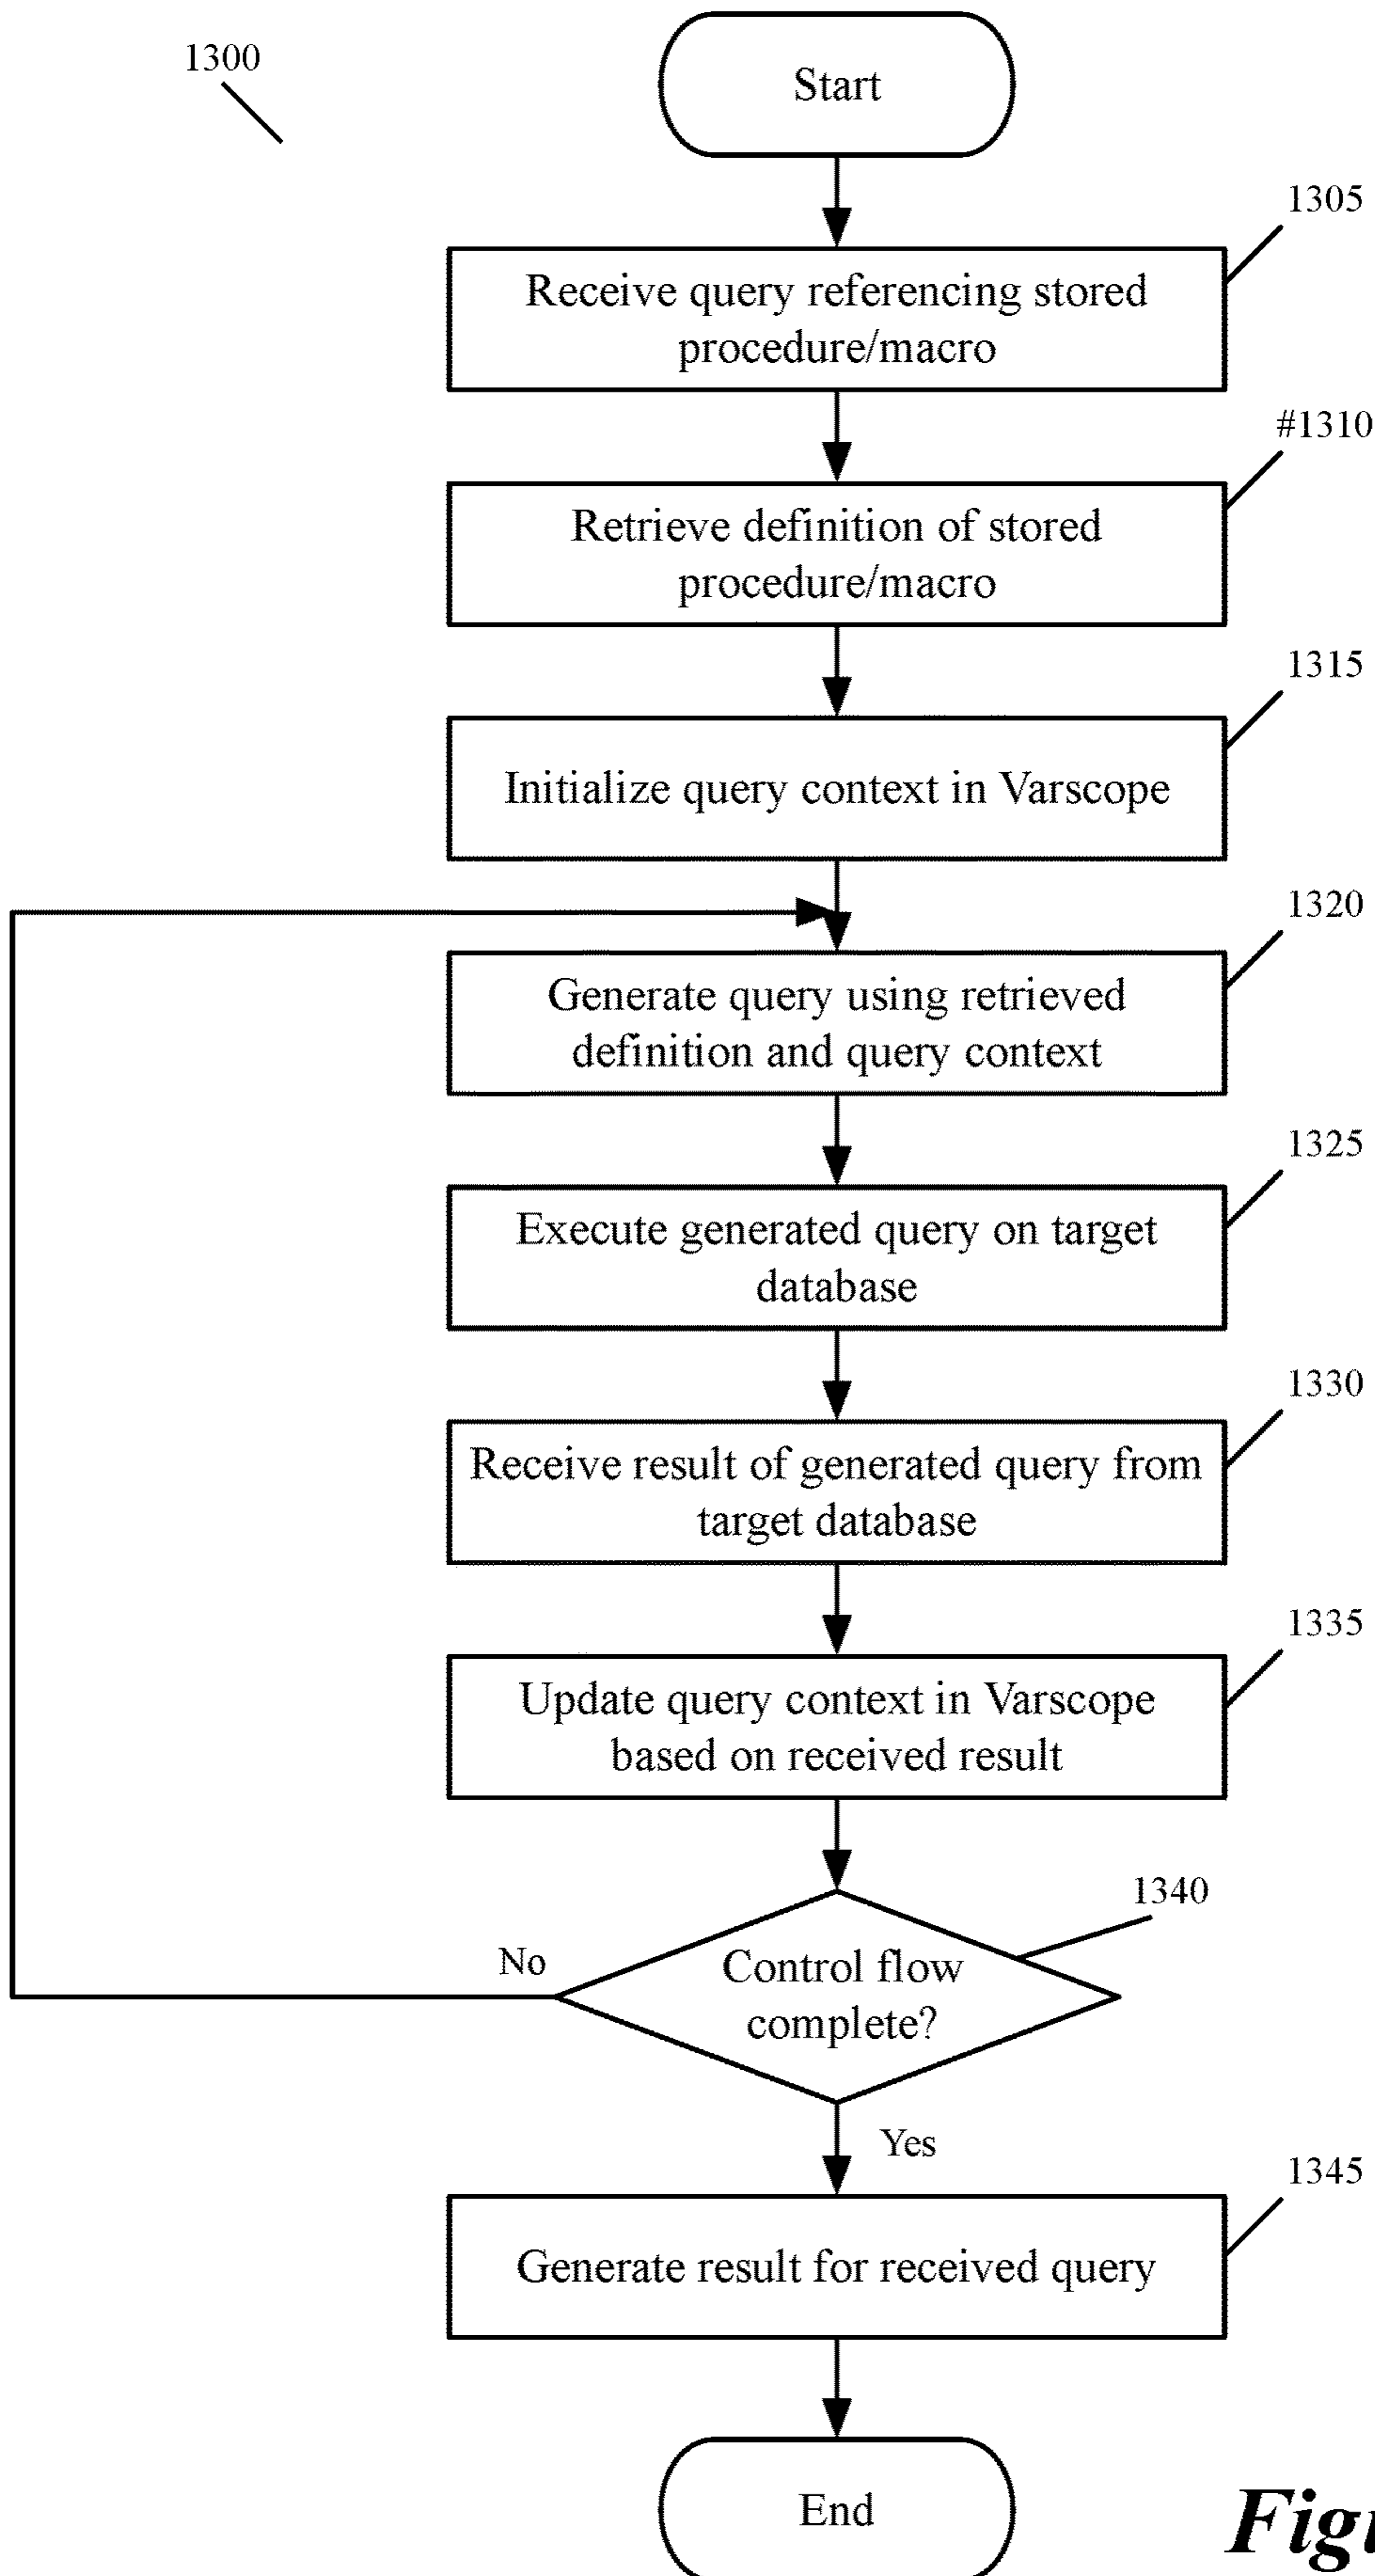 1300
Start
1305
Receive query referencing stored
procedure/macro
#1310
Retrieve definition of stored
procedure/macro
1315
Initialize query context in Varscope
1320
Generate query using retrieved
definition and query context
1325
Execute generated query on target
database
1330
Receive result of generated query from
target database
1335
Update query context in Varscope
based on received result
1340
No
Control flow
complete?
Yes
1345
Generate result for received query
End